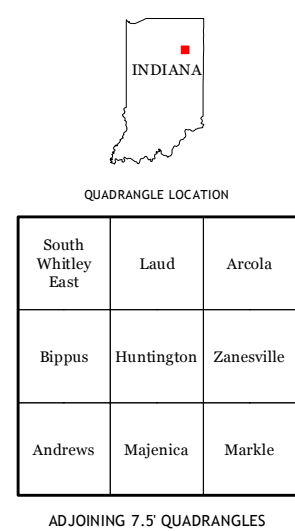 INDIANA
QUADRANGLE LOCATION
South
Whitley
East
Laud
Arcola
Bippus
Huntington
Zanesville
Andrews
Majenica
Markle
ADJOINING 7.5' QUADRANGLES